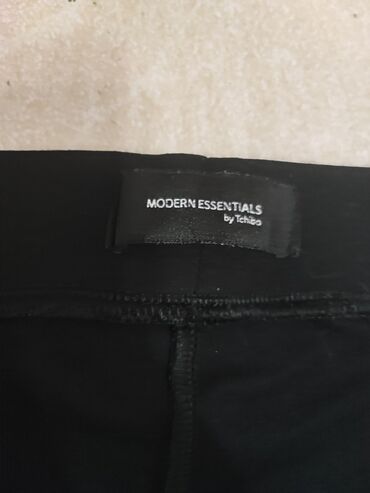 MODERN ESSENTIALS
by Tchibo